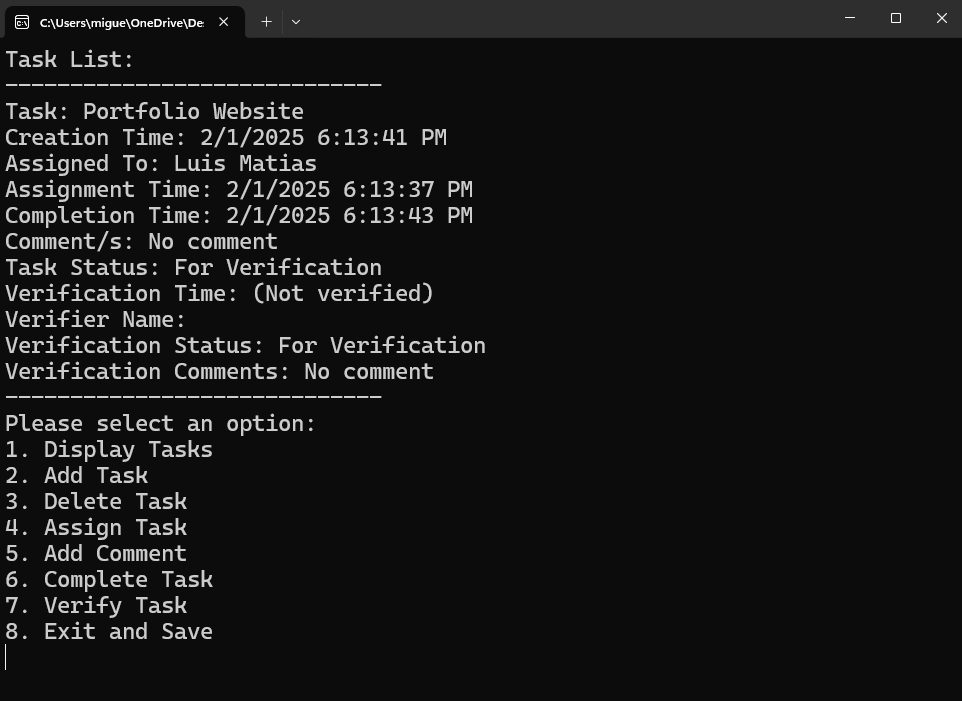 C:\Users\migue\OneDrive\De
Task List:
-----------------------------
Task: Portfolio Website
Creation Time: 2/1/2025 6:13:41 PM
Assigned To: Luis Matias
Assignment Time: 2/1/2025 6:13:37 PM
Completion Time: 2/1/2025 6:13:43 PM
Comment/s: No comment
Task Status: For Verification
Verification Time: (Not verified)
Verifier Name:
Verification Status: For Verification
Verification Comments: No comment
-----------------------------
Please select an option:
1. Display Tasks
2. Add Task
3. Delete Task
4. Assign Task
5. Add Comment
6. Complete Task
7. Verify Task
8. Exit and Save